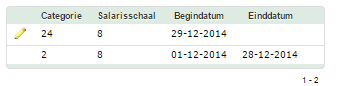 Categorie Salarisschaal Begindatum Einddatum
24 8 29-12-2014
2 8 01-12-2014 28-12-2014
1 - 2